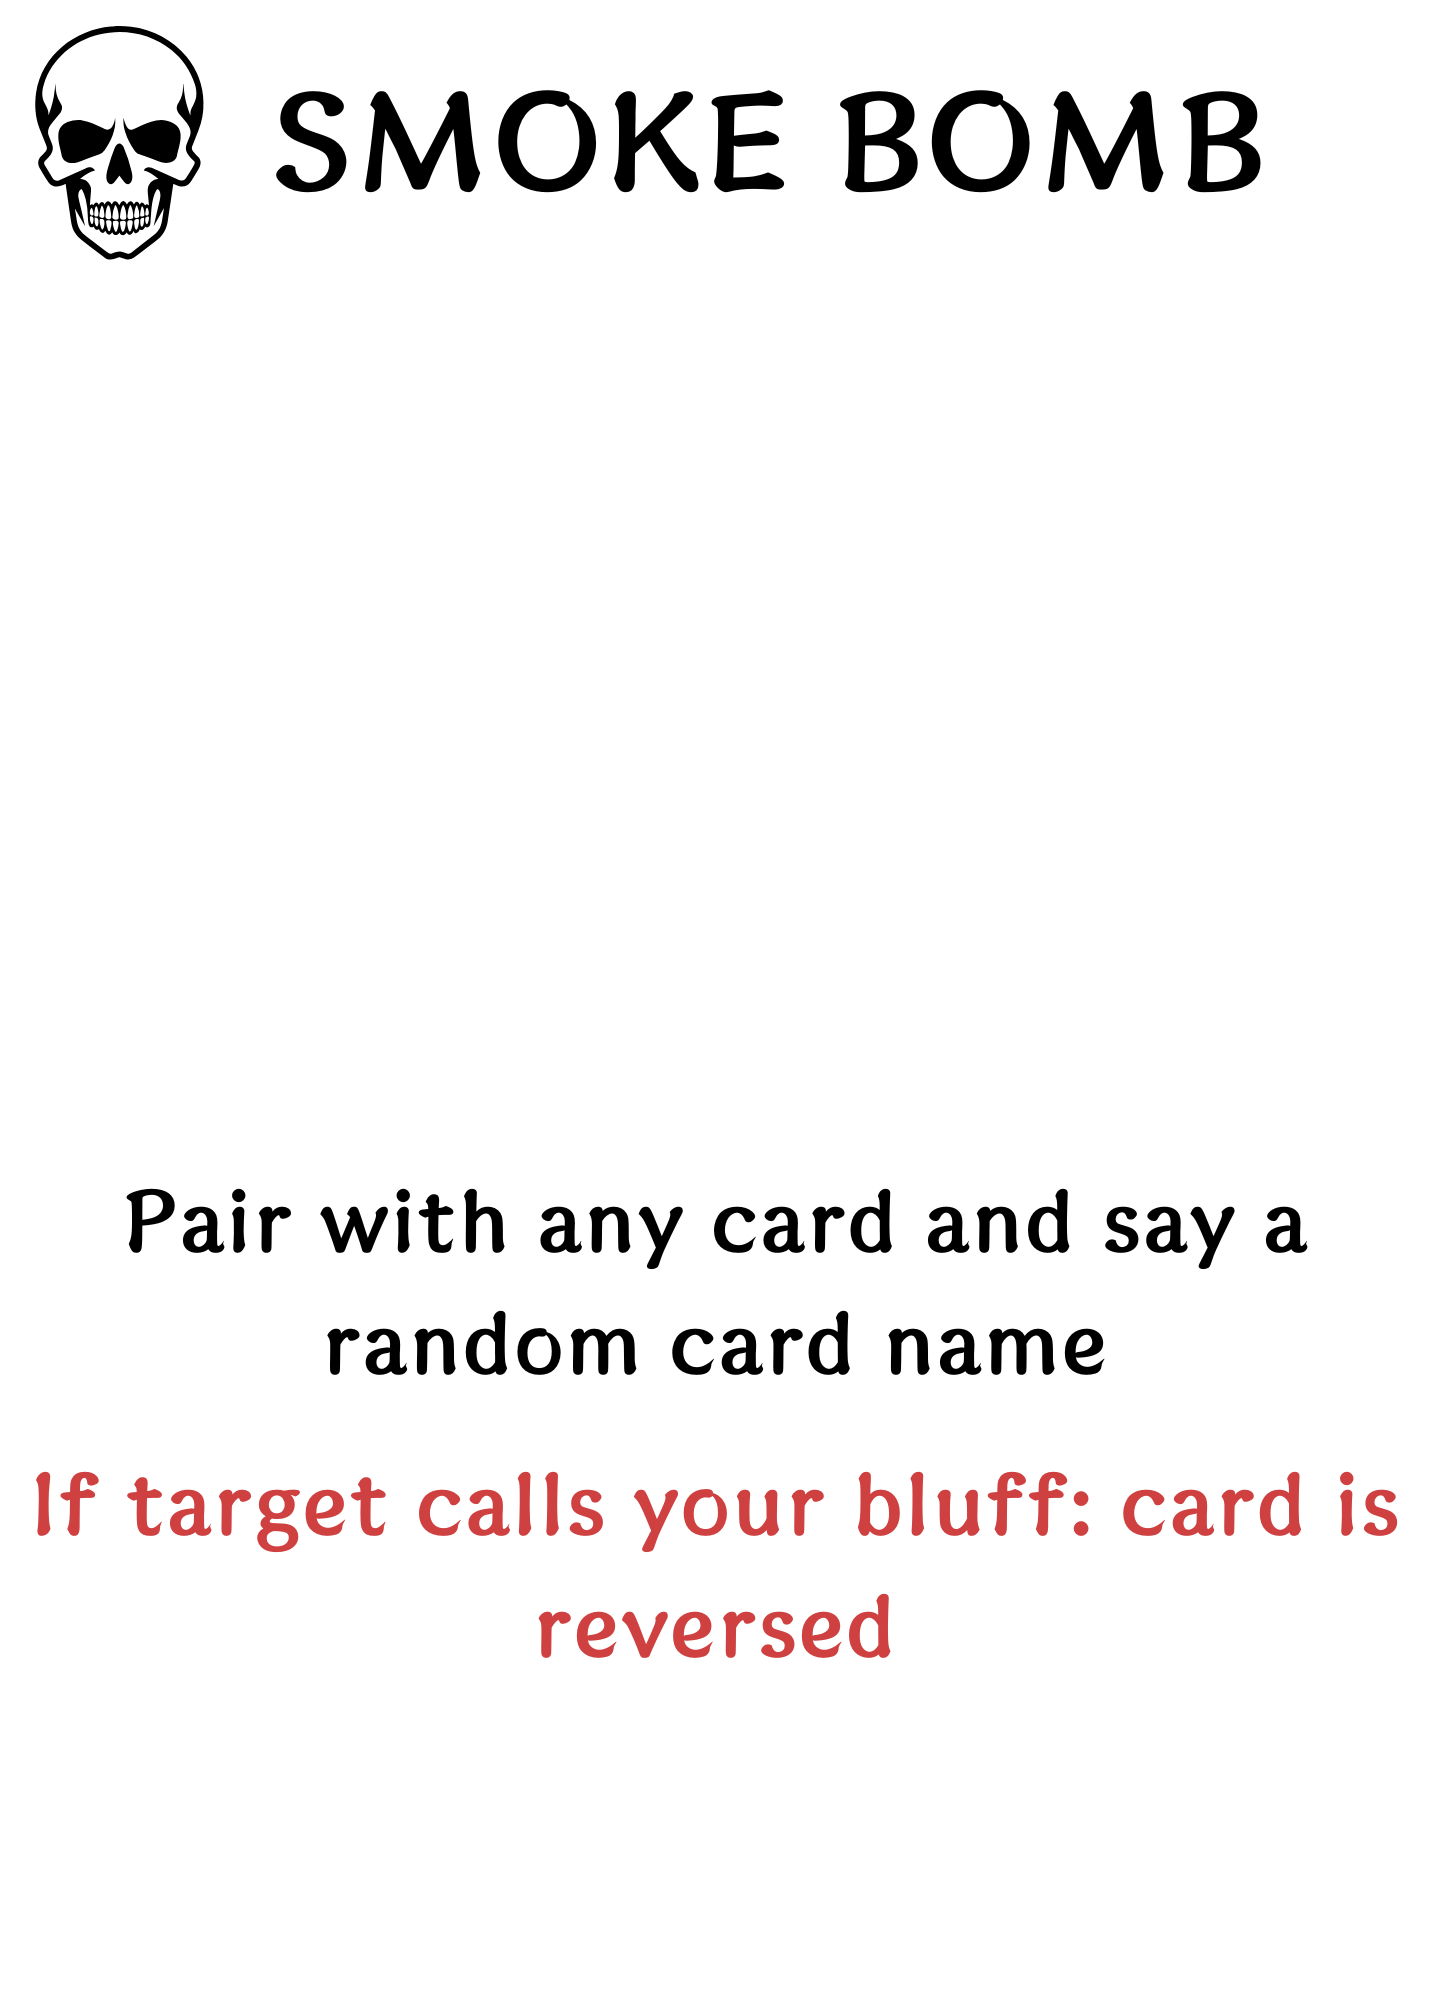 SMOKE BOMB
Pair with any card and say a
random card name
If target calls your bluff: card is
reversed